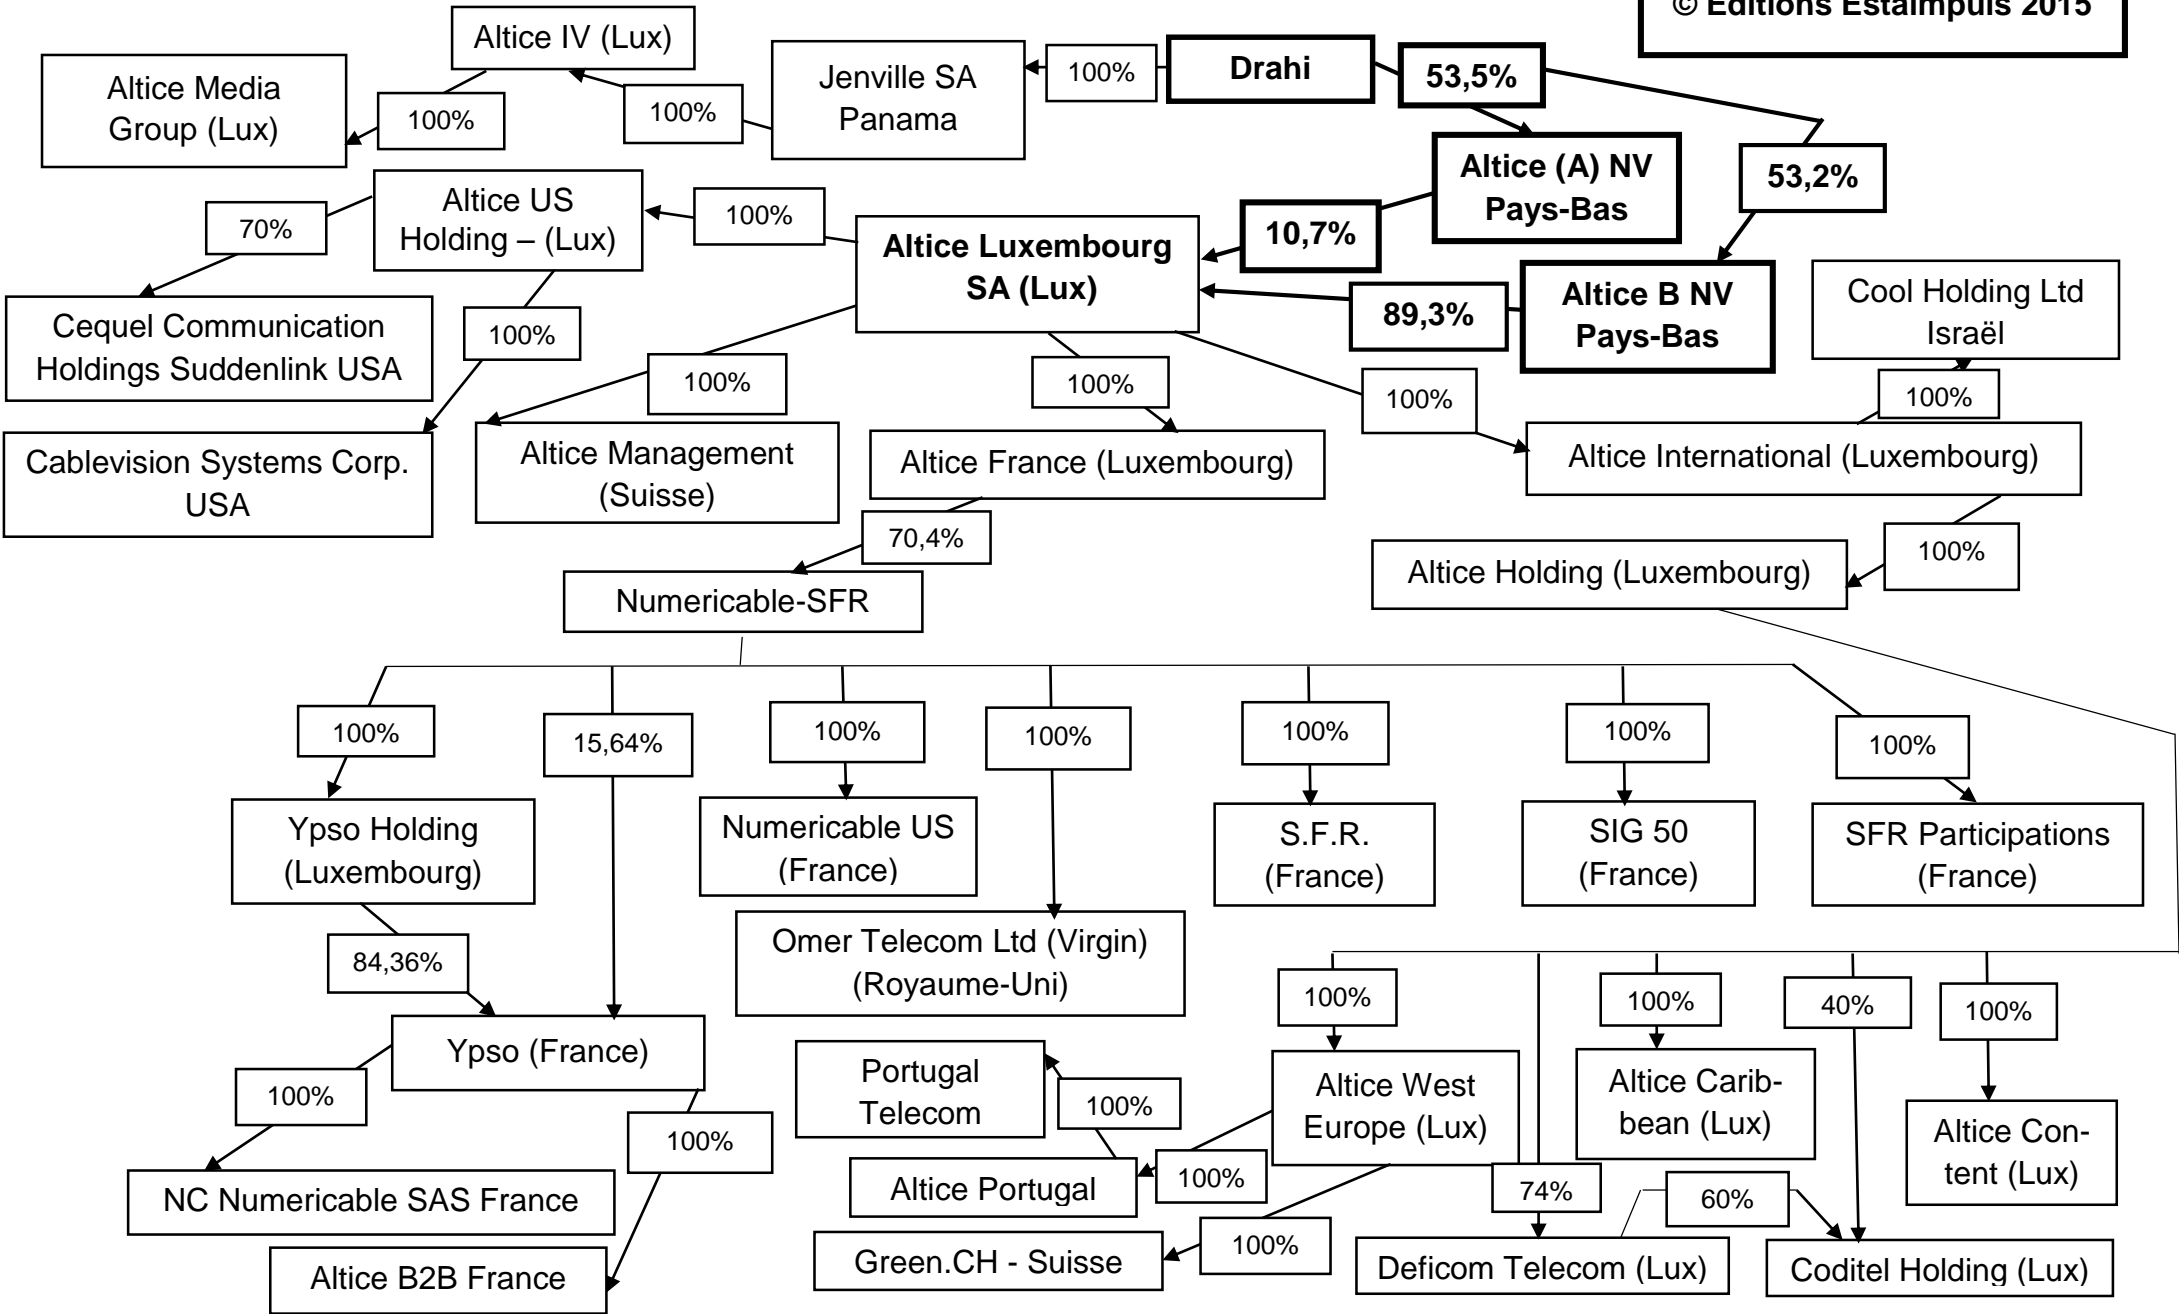 © Editions Estaimpuis 2015
Altice IV (Lux)
Altice Media
Group (Lux)
100%
100%
Jenville SA
Panama
100%
Drahi
53,5%
Altice (A) NV
Pays-Bas
53,2%
Altice US
Holding – (Lux)
70%
100%
Altice Luxembourg
SA (Lux)
10,7%
89,3%
Altice B NV
Pays-Bas
Cool Holding Ltd
Israël
Cequel Communication
Holdings Suddenlink USA
100%
100%
100%
100%
100%
Cablevision Systems Corp.
USA
Altice Management
(Suisse)
Altice France (Luxembourg)
Altice International (Luxembourg)
70,4%
100%
Numericable-SFR
Altice Holding (Luxembourg)
100%
15,64%
100%
100%
100%
100%
100%
Ypso Holding
(Luxembourg)
Numericable US
(France)
S.F.R.
(France)
SIG 50
(France)
SFR Participations
(France)
84,36%
Omer Telecom Ltd (Virgin)
(Royaume-Uni)
100%
100%
40%
100%
Ypso (France)
Portugal
Telecom
100%
Altice West
Europe (Lux)
Altice Carib-
bean (Lux)
Altice Con-
tent (Lux)
100%
100%
NC Numericable SAS France
Altice Portugal
100%
74%
60%
Altice B2B France
Green.CH - Suisse
100%
Deficom Telecom (Lux)
Coditel Holding (Lux)